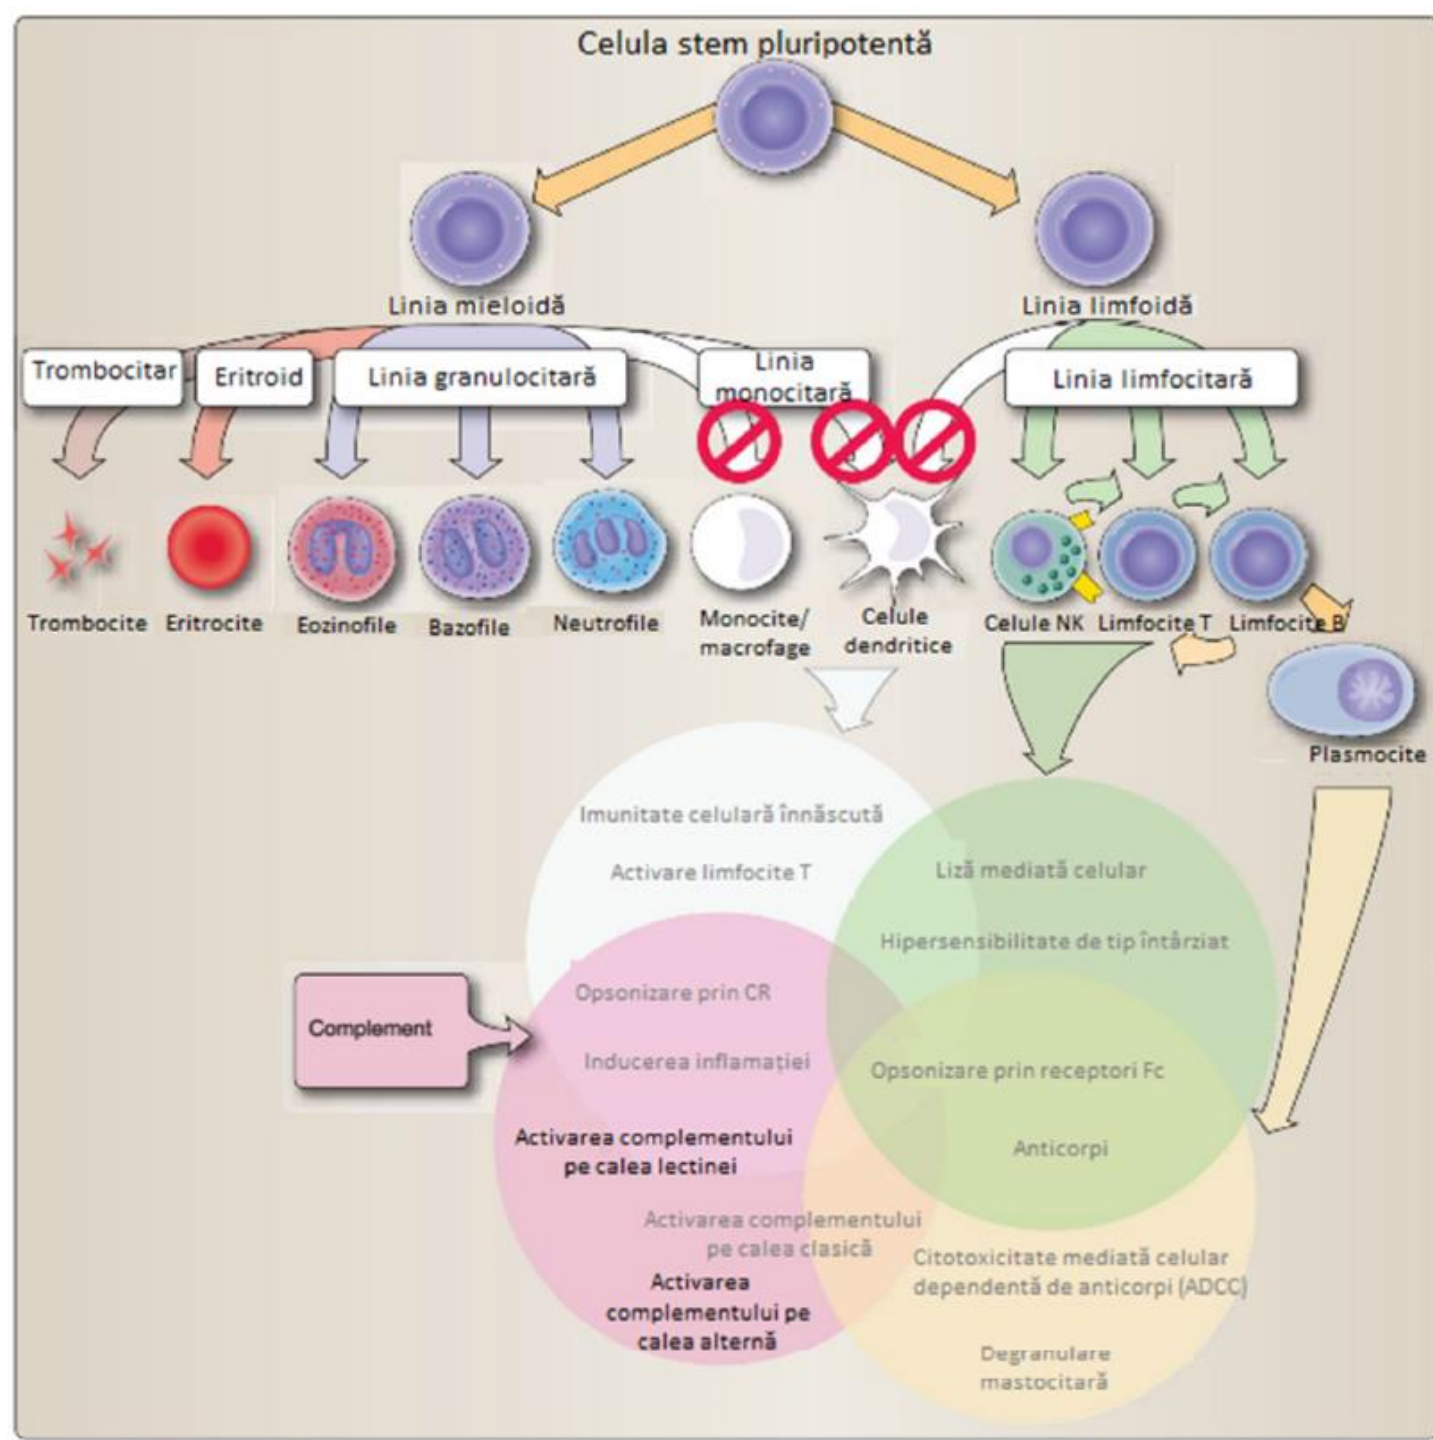 Celula stem pluripotentă
Linia mieloidă
Linia limfoidă
Trombocitar
Eritroid
Linia granulocitară
Linia
monocitară
Linia limfocitară
Trombocite
Eritrocite
Eozinofile
Bazofile
Neutrofile
Monocite/
macrofage
Celule
dendritice
Celule NK
Limfocite T
Limfocite B
Plasmocite
Imunitate celulară înnăscută
Activare limfocite T
Liză mediată celular
Hipersensibilitate de tip întârziat
Opsonizare prin CR
Complement
Inducerea inflamației
Opsonizare prin receptori Fc
Activarea complementului
pe calea lectinei
Anticorpi
Activarea complementului
pe calea clasică
Citotoxicitate mediată celular
dependentă de anticorpi (ADCC)
Activarea
complementului pe
calea alternă
Degranulare
mastocitară